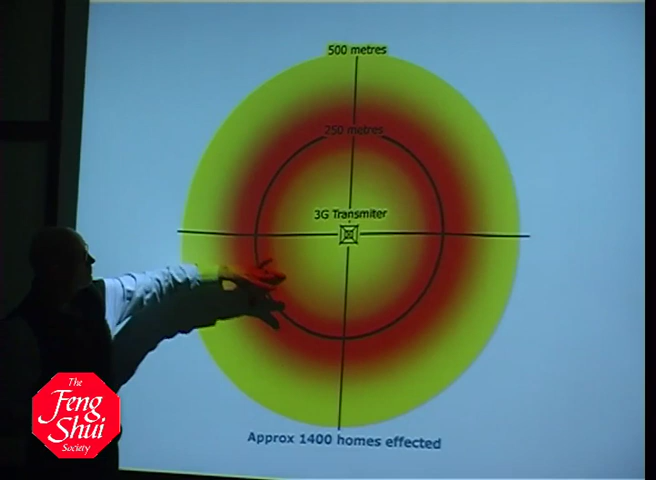 500 metres
250 metres
3G Transmiter
Approx 1400 homes effected
The
Feng
Shui
Society